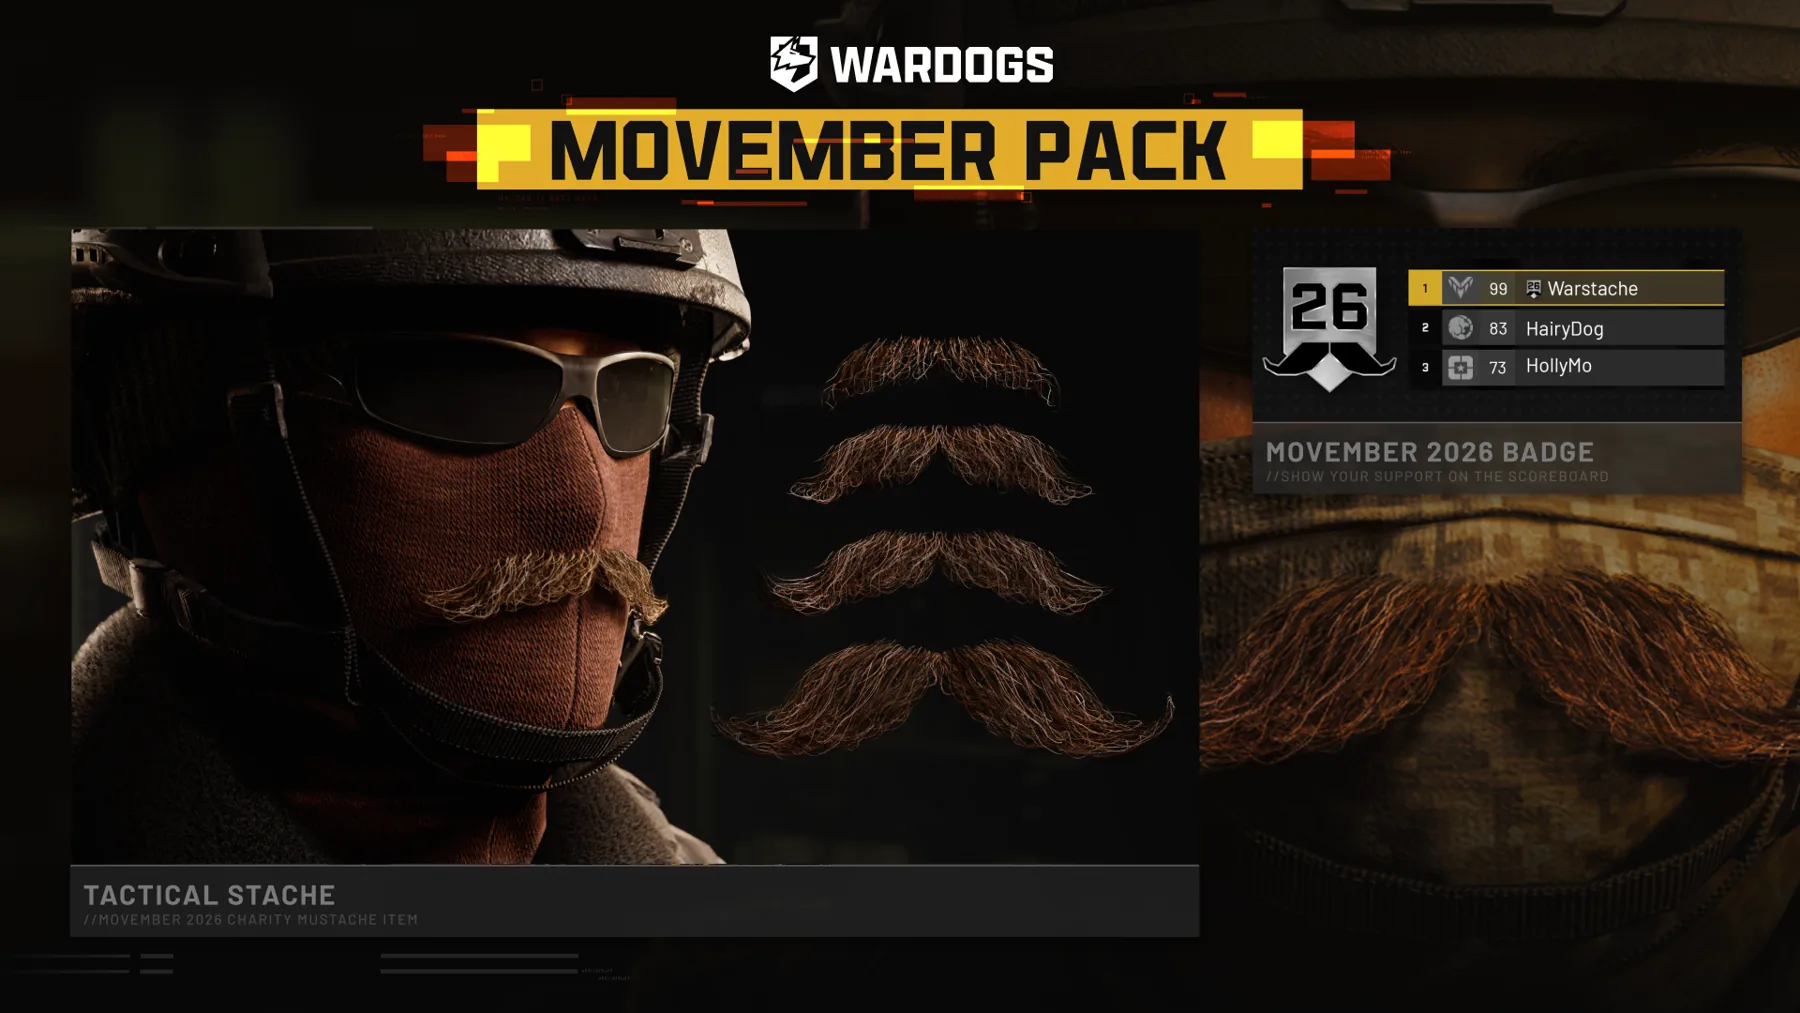 WARDOGS
MOVEMBER PACK
26
1 99 26 Warstache
2 83 HairyDog
3 73 HollyMo
MOVEMBER 2026 BADGE
//SHOW YOUR SUPPORT ON THE SCOREBOARD
TACTICAL STACHE
//MOVEMBER 2026 CHARITY MUSTACHE ITEM